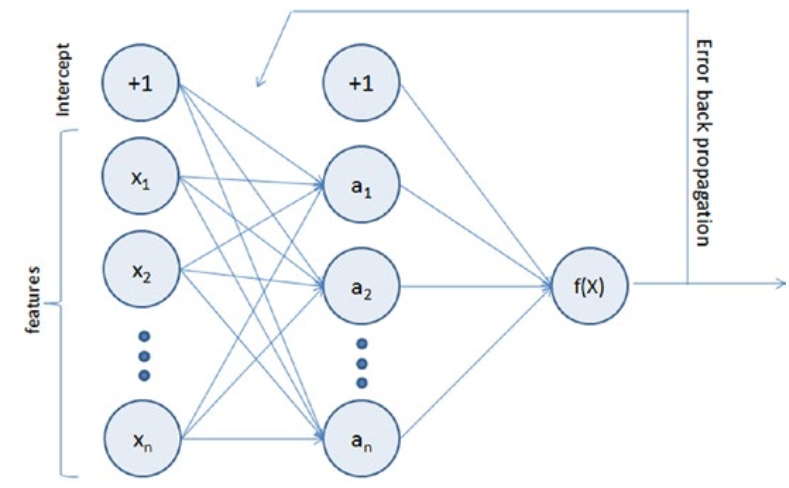 Intercept
+1
+1
x1
a1
x2
a2
f(X)
xn
an
features
Error back propagation